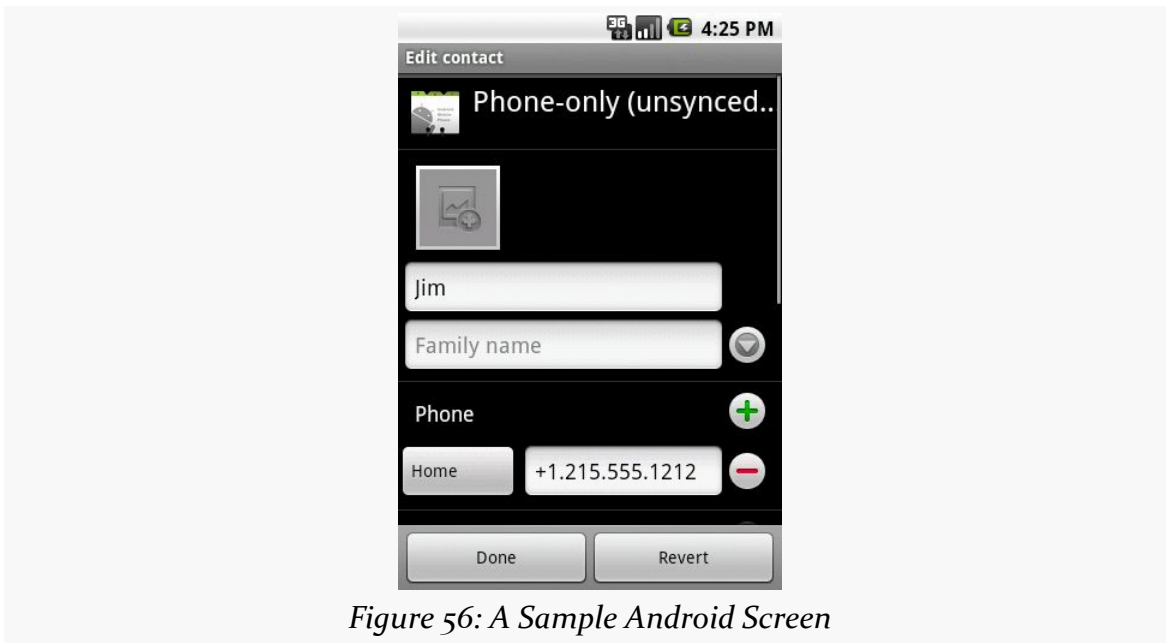 3G 4:25 PM
Edit contact
Phone-only (unsynced..
Jim
Family name
Phone
Home +1.215.555.1212
Done Revert
Figure 56: A Sample Android Screen